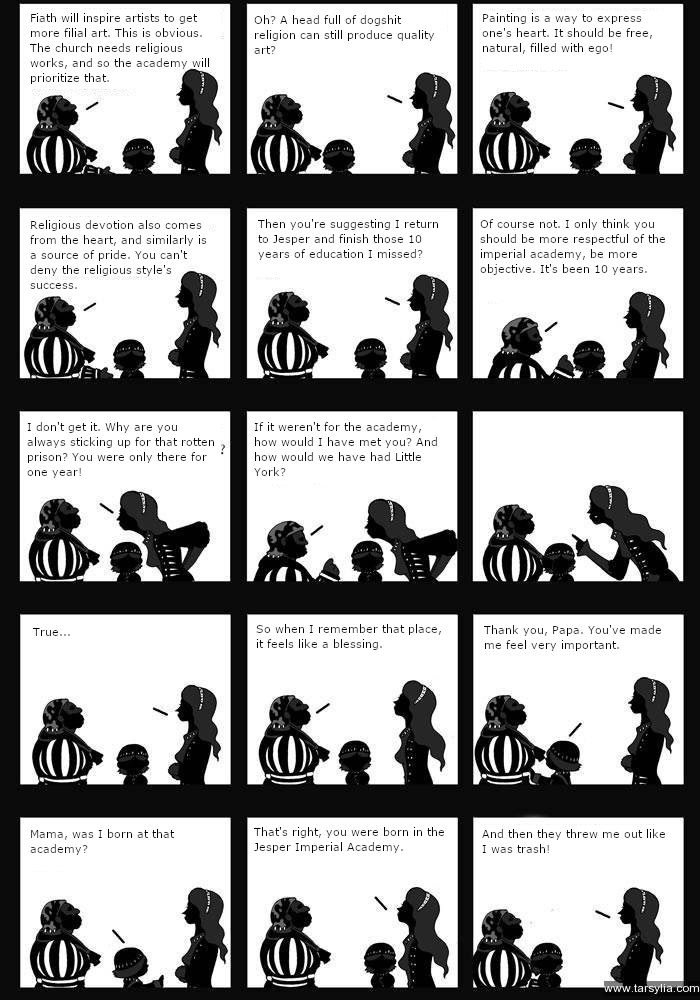 Fiath will inspire artists to get
more filial art. This is obvious.
The church needs religious
works, and so the academy will
prioritize that.
Oh? A head full of dogshit
religion can still produce quality
art?
Painting is a way to express
one's heart. It should be free,
natural, filled with ego!
Religious devotion also comes
from the heart, and similarly is
a source of pride. You can't
deny the religious style's
success.
Then you're suggesting I return
to Jesper and finish those 10
years of education I missed?
Of course not. I only think you
should be more respectful of the
imperial academy, be more
objective. It's been 10 years.
I don't get it. Why are you
always sticking up for that rotten
prison? You were only there for ?
one year!
If it weren't for the academy,
how would I have met you? And
how would we have had Little
York?
True...
So when I remember that place,
it feels like a blessing.
Thank you, Papa. You've made
me feel very important.
Mama, was I born at that
academy?
That's right, you were born in the
Jesper Imperial Academy.
And then they threw me out like
I was trash!
www.tarsylia.com